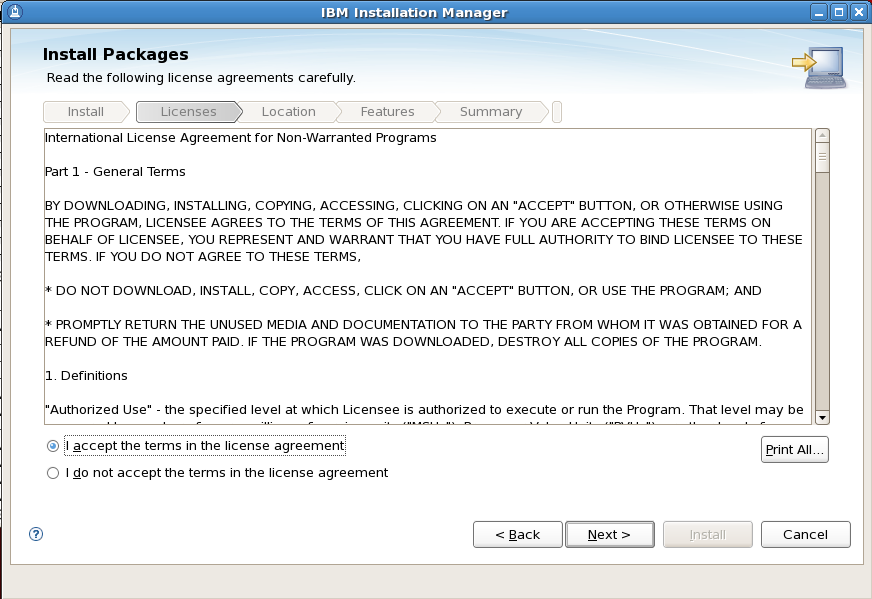 IBM Installation Manager
Install Packages
Read the following license agreements carefully.
Install
Licenses
Location
Features
Summary
International License Agreement for Non-Warranted Programs
Part 1 - General Terms
BY DOWNLOADING, INSTALLING, COPYING, ACCESSING, CLICKING ON AN "ACCEPT" BUTTON, OR OTHERWISE USING
THE PROGRAM, LICENSEE AGREES TO THE TERMS OF THIS AGREEMENT. IF YOU ARE ACCEPTING THESE TERMS ON
BEHALF OF LICENSEE, YOU REPRESENT AND WARRANT THAT YOU HAVE FULL AUTHORITY TO BIND LICENSEE TO THESE
TERMS. IF YOU DO NOT AGREE TO THESE TERMS,
* DO NOT DOWNLOAD, INSTALL, COPY, ACCESS, CLICK ON AN "ACCEPT" BUTTON, OR USE THE PROGRAM; AND
* PROMPTLY RETURN THE UNUSED MEDIA AND DOCUMENTATION TO THE PARTY FROM WHOM IT WAS OBTAINED FOR A
REFUND OF THE AMOUNT PAID. IF THE PROGRAM WAS DOWNLOADED, DESTROY ALL COPIES OF THE PROGRAM.
1. Definitions
"Authorized Use" - the specified level at which Licensee is authorized to execute or run the Program. That level may be
I accept the terms in the license agreement
Print All...
I do not accept the terms in the license agreement
?
< Back
Next >
Install
Cancel